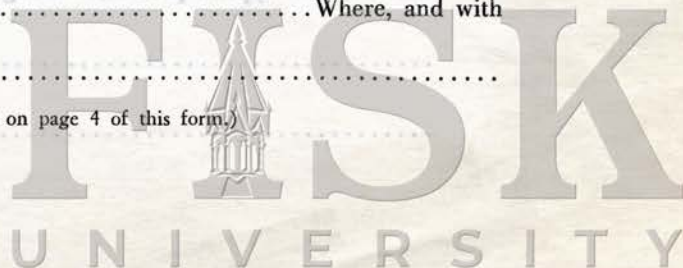 ....................................Where, and with
..........................................................
on page 4 of this form.)
FISK
UNIVERSITY